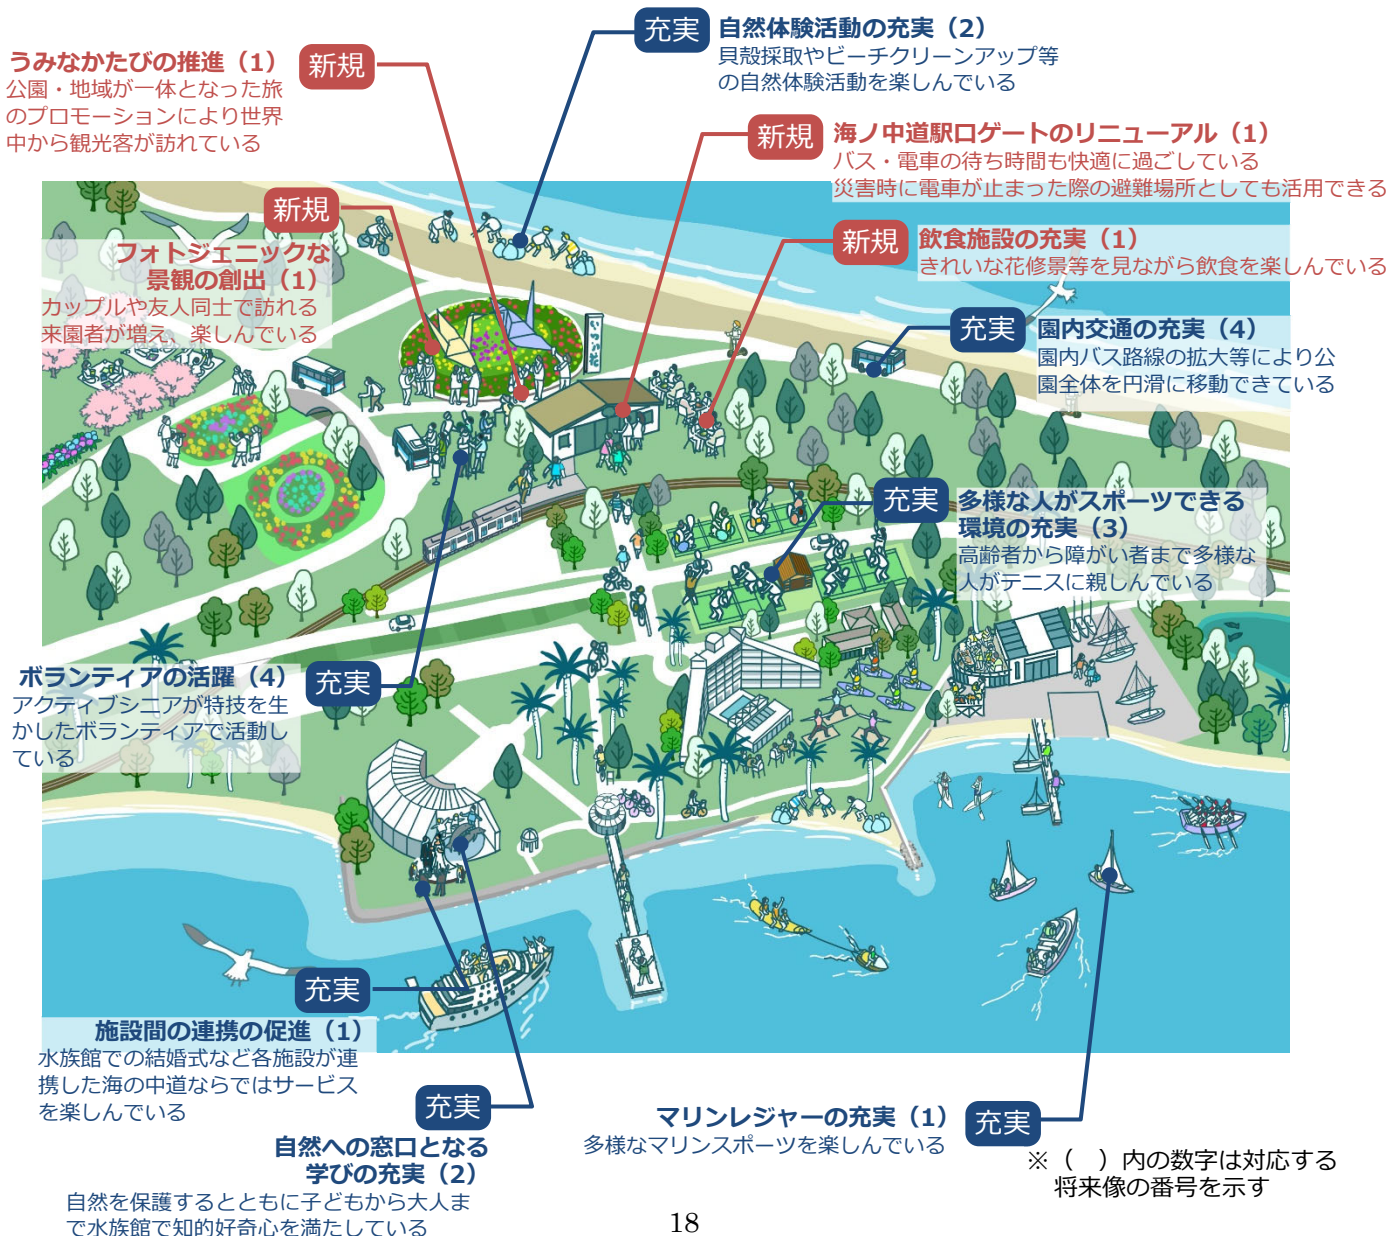 充実
自然体験活動の充実（2）
貝殻採取やビーチクリーンアップ等
の自然体験活動を楽しんでいる
うみなかたびの推進（1）
新規
公園・地域が一体となった旅
のプロモーションにより世界
中から観光客が訪れている
新規
海ノ中道駅口ゲートのリニューアル（1）
バス・電車の待ち時間も快適に過ごしている
災害時に電車が止まった際の避難場所としても活用できる
新規
フォトジェニックな
景観の創出（1）
カップルや友人同士で訪れる
来園者が増え、楽しんでいる
新規
飲食施設の充実（1）
きれいな花修景等を見ながら飲食を楽しんでいる
充実
園内交通の充実（4）
園内バス路線の拡大等により公
園全体を円滑に移動できている
充実
多様な人がスポーツできる
環境の充実（3）
高齢者から障がい者まで多様な
人がテニスに親しんでいる
ボランティアの活躍（4）
充実
アクティブシニアが特技を生
かしたボランティアで活動し
ている
充実
施設間の連携の促進（1）
水族館での結婚式など各施設が連
携した海の中道ならではサービス
を楽しんでいる
充実
自然への窓口となる
学びの充実（2）
自然を保護するとともに子どもから大人ま
で水族館で知的好奇心を満たしている
マリンレジャーの充実（1）
充実
多様なマリンスポーツを楽しんでいる
※（　）内の数字は対応する
将来像の番号を示す
18